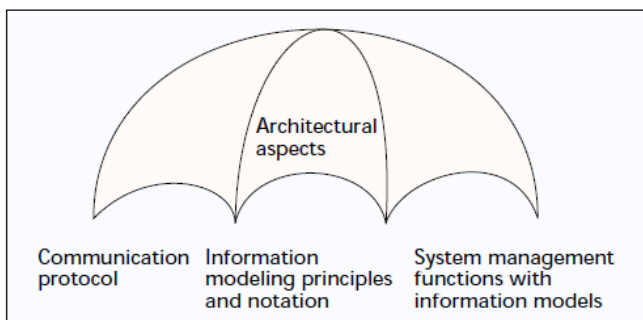 Architectural
aspects
Communication
protocol
Information
modeling principles
and notation
System management
functions with
information models